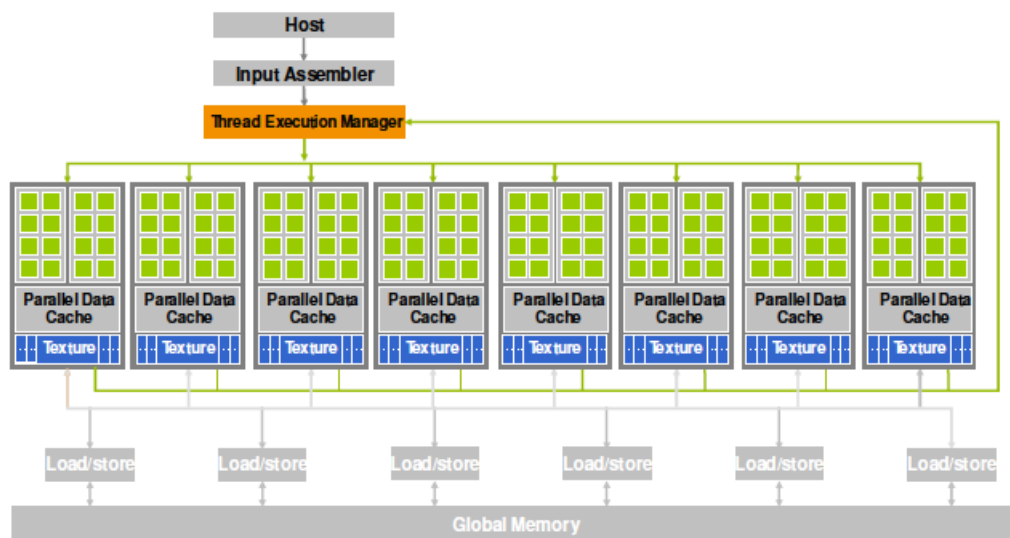 Host
Input Assembler
Thread Execution Manager
Parallel Data Cache
Parallel Data Cache
Parallel Data Cache
Parallel Data Cache
Parallel Data Cache
Parallel Data Cache
Parallel Data Cache
Parallel Data Cache
Texture
Texture
Texture
Texture
Texture
Texture
Texture
Texture
Load/store
Load/store
Load/store
Load/store
Load/store
Load/store
Global Memory